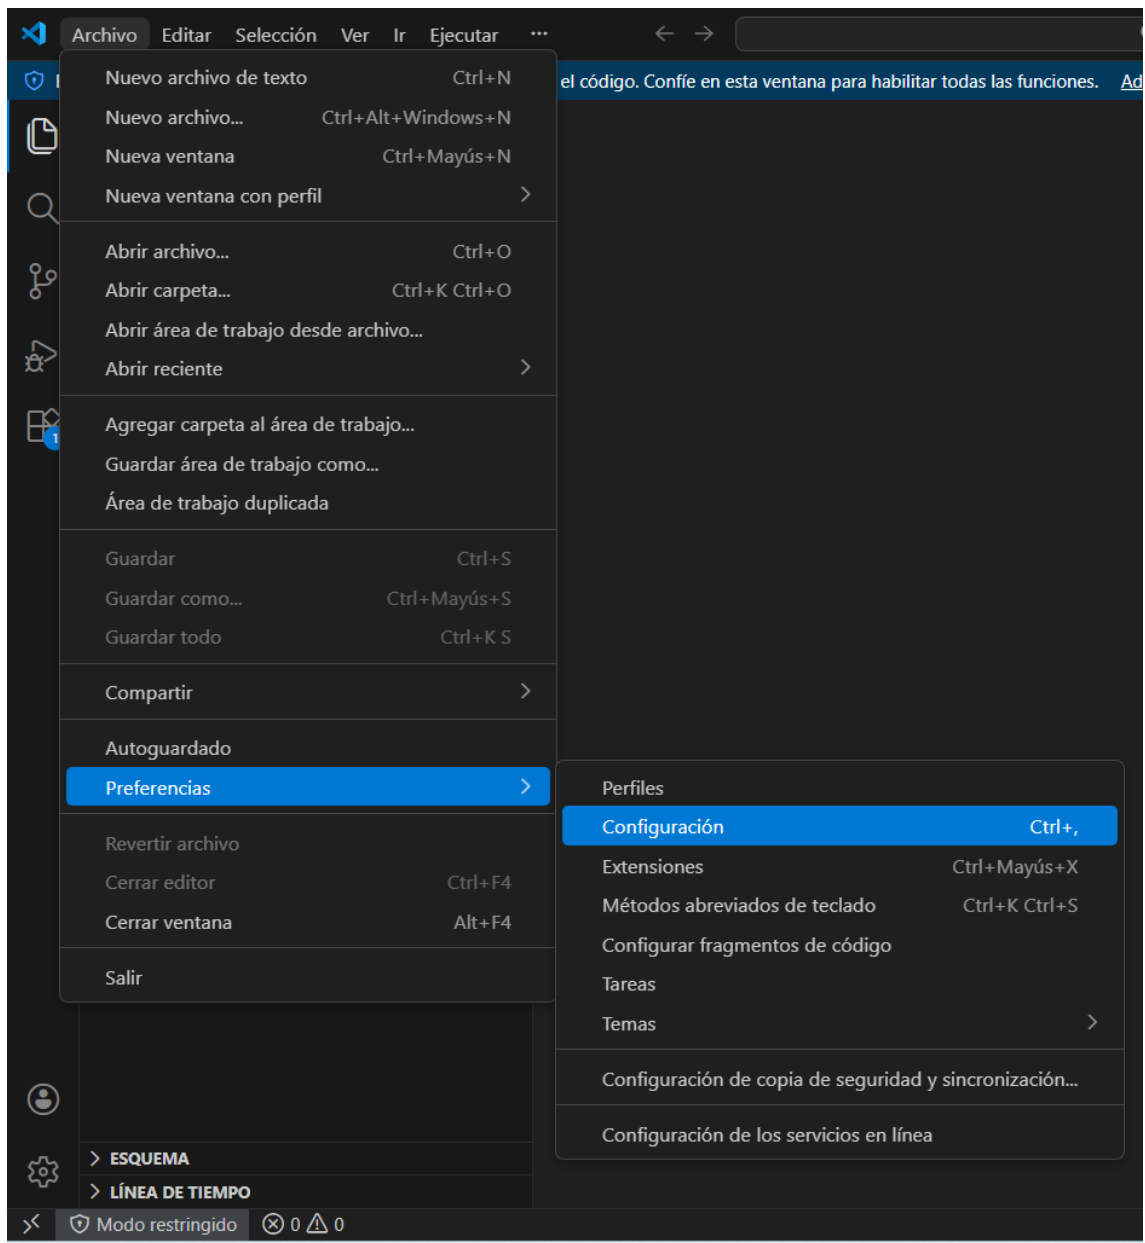 Archivo Editar Selección Ver Ir Ejecutar ...
el código. Confíe en esta ventana para habilitar todas las funciones. Ad
Nuevo archivo de texto Ctrl+N
Nuevo archivo... Ctrl+Alt+Windows+N
Nueva ventana Ctrl+Mayús+N
Nueva ventana con perfil
Abrir archivo... Ctrl+O
Abrir carpeta... Ctrl+K Ctrl+O
Abrir área de trabajo desde archivo...
Abrir reciente
Agregar carpeta al área de trabajo...
1
Guardar área de trabajo como...
Área de trabajo duplicada
Guardar Ctrl+S
Guardar como... Ctrl+Mayús+S
Guardar todo Ctrl+K S
Compartir
Autoguardado
Preferencias
Revertir archivo
Cerrar editor Ctrl+F4
Cerrar ventana Alt+F4
Salir
Perfiles
Configuración Ctrl+,
Extensiones Ctrl+Mayús+X
Métodos abreviados de teclado Ctrl+K Ctrl+S
Configurar fragmentos de código
Tareas
Temas
Configuración de copia de seguridad y sincronización...
Configuración de los servicios en línea
ESQUEMA
LÍNEA DE TIEMPO
Modo restringido 0 0